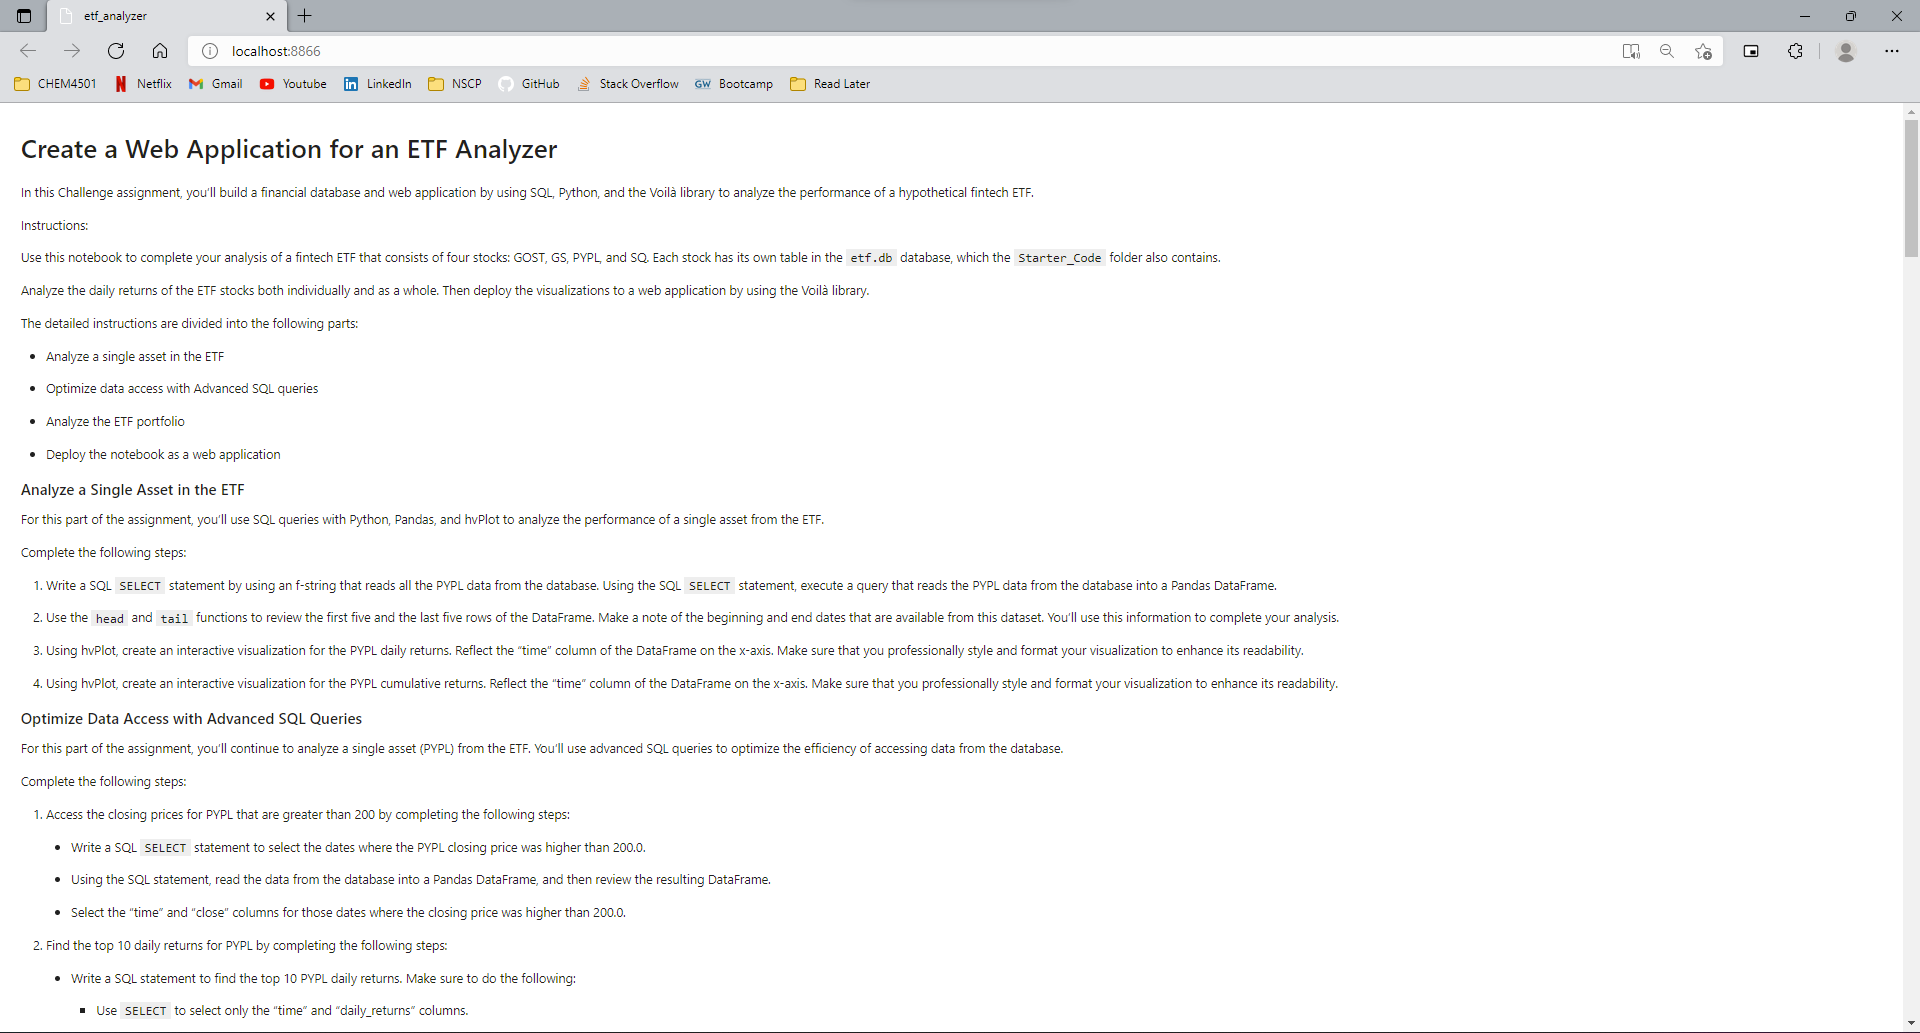 etf_analyzer
localhost:8866
CHEM4501 Netflix Gmail Youtube LinkedIn NSCP GitHub Stack Overflow GW Bootcamp Read Later
Create a Web Application for an ETF Analyzer
In this Challenge assignment, you'll build a financial database and web application by using SQL, Python, and the Voilà library to analyze the performance of a hypothetical fintech ETF.
Instructions:
Use this notebook to complete your analysis of a fintech ETF that consists of four stocks: GOST, GS, PYPL, and SQ. Each stock has its own table in the etf.db database, which the Starter_Code folder also contains.
Analyze the daily returns of the ETF stocks both individually and as a whole. Then deploy the visualizations to a web application by using the Voilà library.
The detailed instructions are divided into the following parts:
• Analyze a single asset in the ETF
• Optimize data access with Advanced SQL queries
• Analyze the ETF portfolio
• Deploy the notebook as a web application
Analyze a Single Asset in the ETF
For this part of the assignment, you'll use SQL queries with Python, Pandas, and hvPlot to analyze the performance of a single asset from the ETF.
Complete the following steps:
1. Write a SQL SELECT statement by using an f-string that reads all the PYPL data from the database. Using the SQL SELECT statement, execute a query that reads the PYPL data from the database into a Pandas DataFrame.
2. Use the head and tail functions to review the first five and the last five rows of the DataFrame. Make a note of the beginning and end dates that are available from this dataset. You'll use this information to complete your analysis.
3. Using hvPlot, create an interactive visualization for the PYPL daily returns. Reflect the “time” column of the DataFrame on the x-axis. Make sure that you professionally style and format your visualization to enhance its readability.
4. Using hvPlot, create an interactive visualization for the PYPL cumulative returns. Reflect the “time” column of the DataFrame on the x-axis. Make sure that you professionally style and format your visualization to enhance its readability.
Optimize Data Access with Advanced SQL Queries
For this part of the assignment, you'll continue to analyze a single asset (PYPL) from the ETF. You'll use advanced SQL queries to optimize the efficiency of accessing data from the database.
Complete the following steps:
1. Access the closing prices for PYPL that are greater than 200 by completing the following steps:
• Write a SQL SELECT statement to select the dates where the PYPL closing price was higher than 200.0.
• Using the SQL statement, read the data from the database into a Pandas DataFrame, and then review the resulting DataFrame.
• Select the “time” and “close” columns for those dates where the closing price was higher than 200.0.
2. Find the top 10 daily returns for PYPL by completing the following steps:
• Write a SQL statement to find the top 10 PYPL daily returns. Make sure to do the following:
▪ Use SELECT to select only the “time” and “daily_returns” columns.